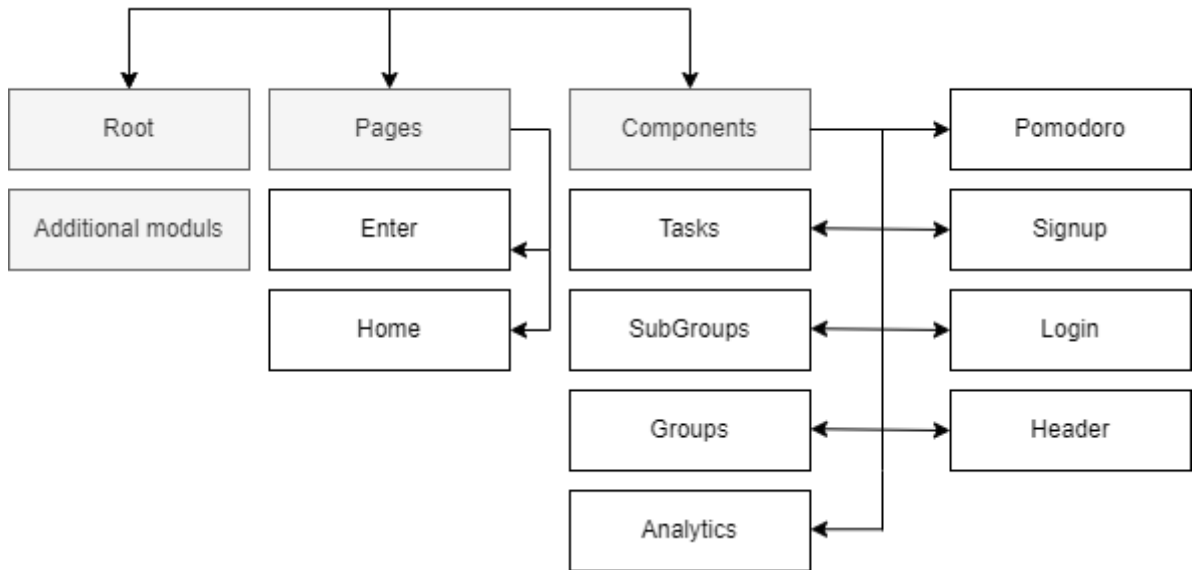 Root
Pages
Components
Pomodoro
Additional moduls
Enter
Tasks
Signup
Home
SubGroups
Login
Groups
Header
Analytics